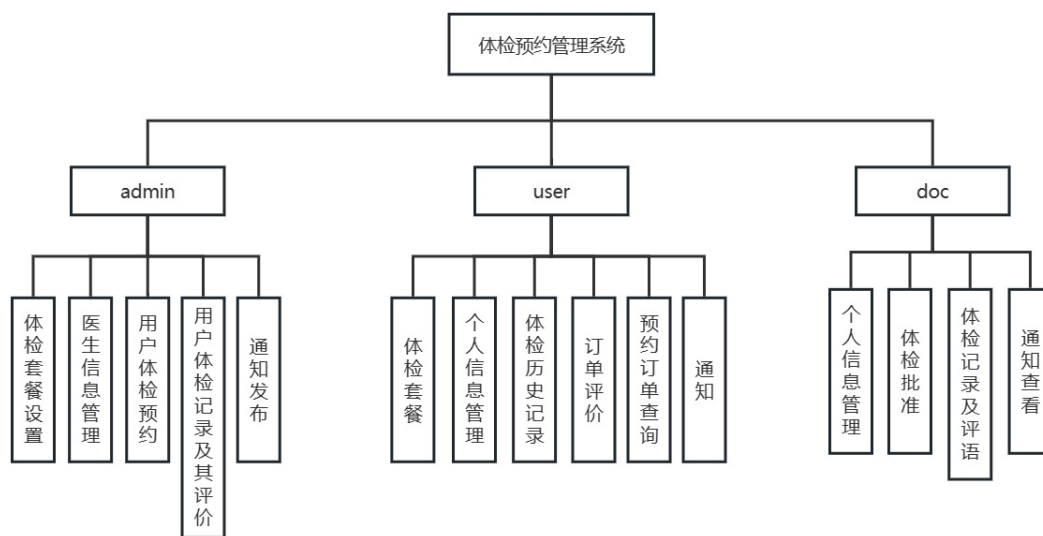 体检预约管理系统
admin
user
doc
体检套餐设置
医生信息管理
用户体检预约
用户体检记录及其评价
通知发布
体检套餐
个人信息管理
体检历史记录
订单评价
预约订单查询
通知
个人信息管理
体检批准
体检记录及评语
通知查看